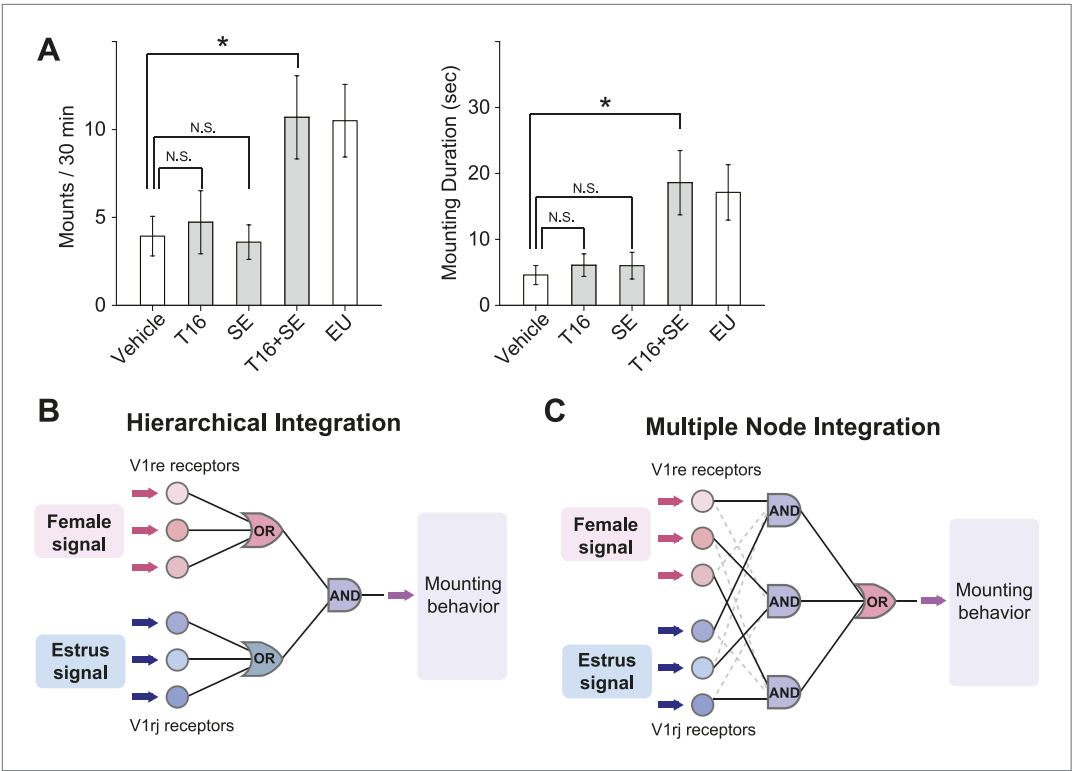 A
Mounts / 30 min
10
5
0
*
N.S.
N.S.
Vehicle
T16
SE
T16+SE
EU
Mounting Duration (sec)
30
20
10
0
*
N.S.
N.S.
Vehicle
T16
SE
T16+SE
EU
B
Hierarchical Integration
V1re receptors
Female
signal
OR
AND
Mounting
behavior
Estrus
signal
OR
V1rj receptors
C
Multiple Node Integration
V1re receptors
Female
signal
AND
AND
OR
Mounting
behavior
Estrus
signal
AND
V1rj receptors